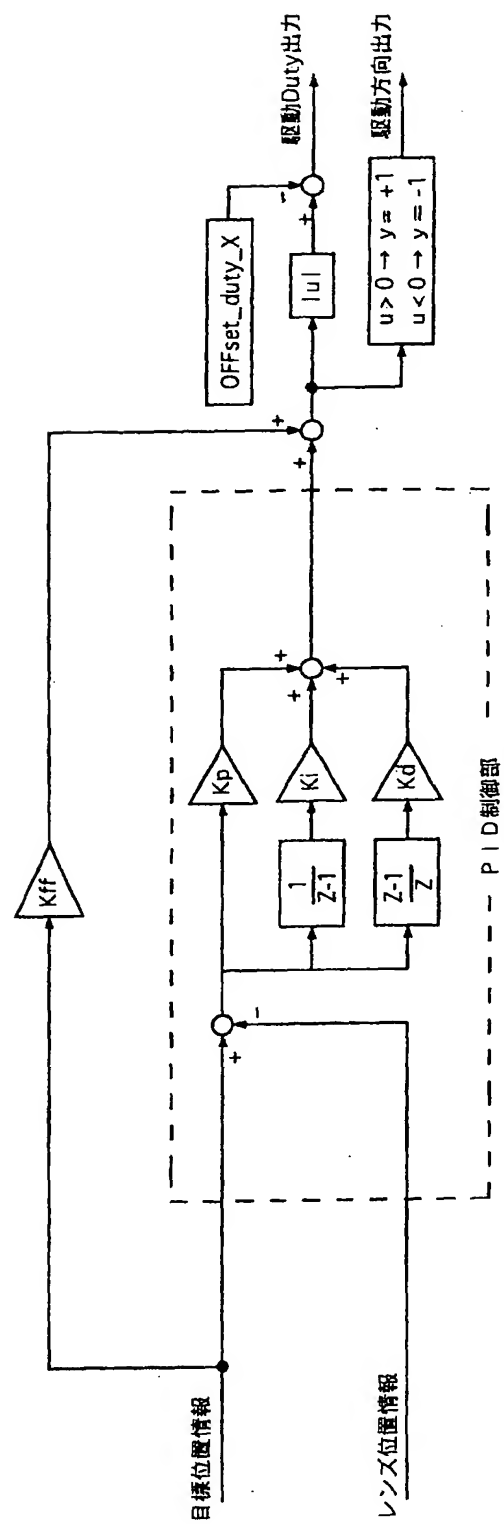 目標位置情報
レンズ位置情報
Kff
+
-
Kp
1
Z-1
Ki
Z-1
Z
Kd
+
+
+
PID制御部
+
+
OFFset_duty_X
|u|
-
+
駆動Duty出力
u > 0 → y = +1
u < 0 → y = -1
駆動方向出力